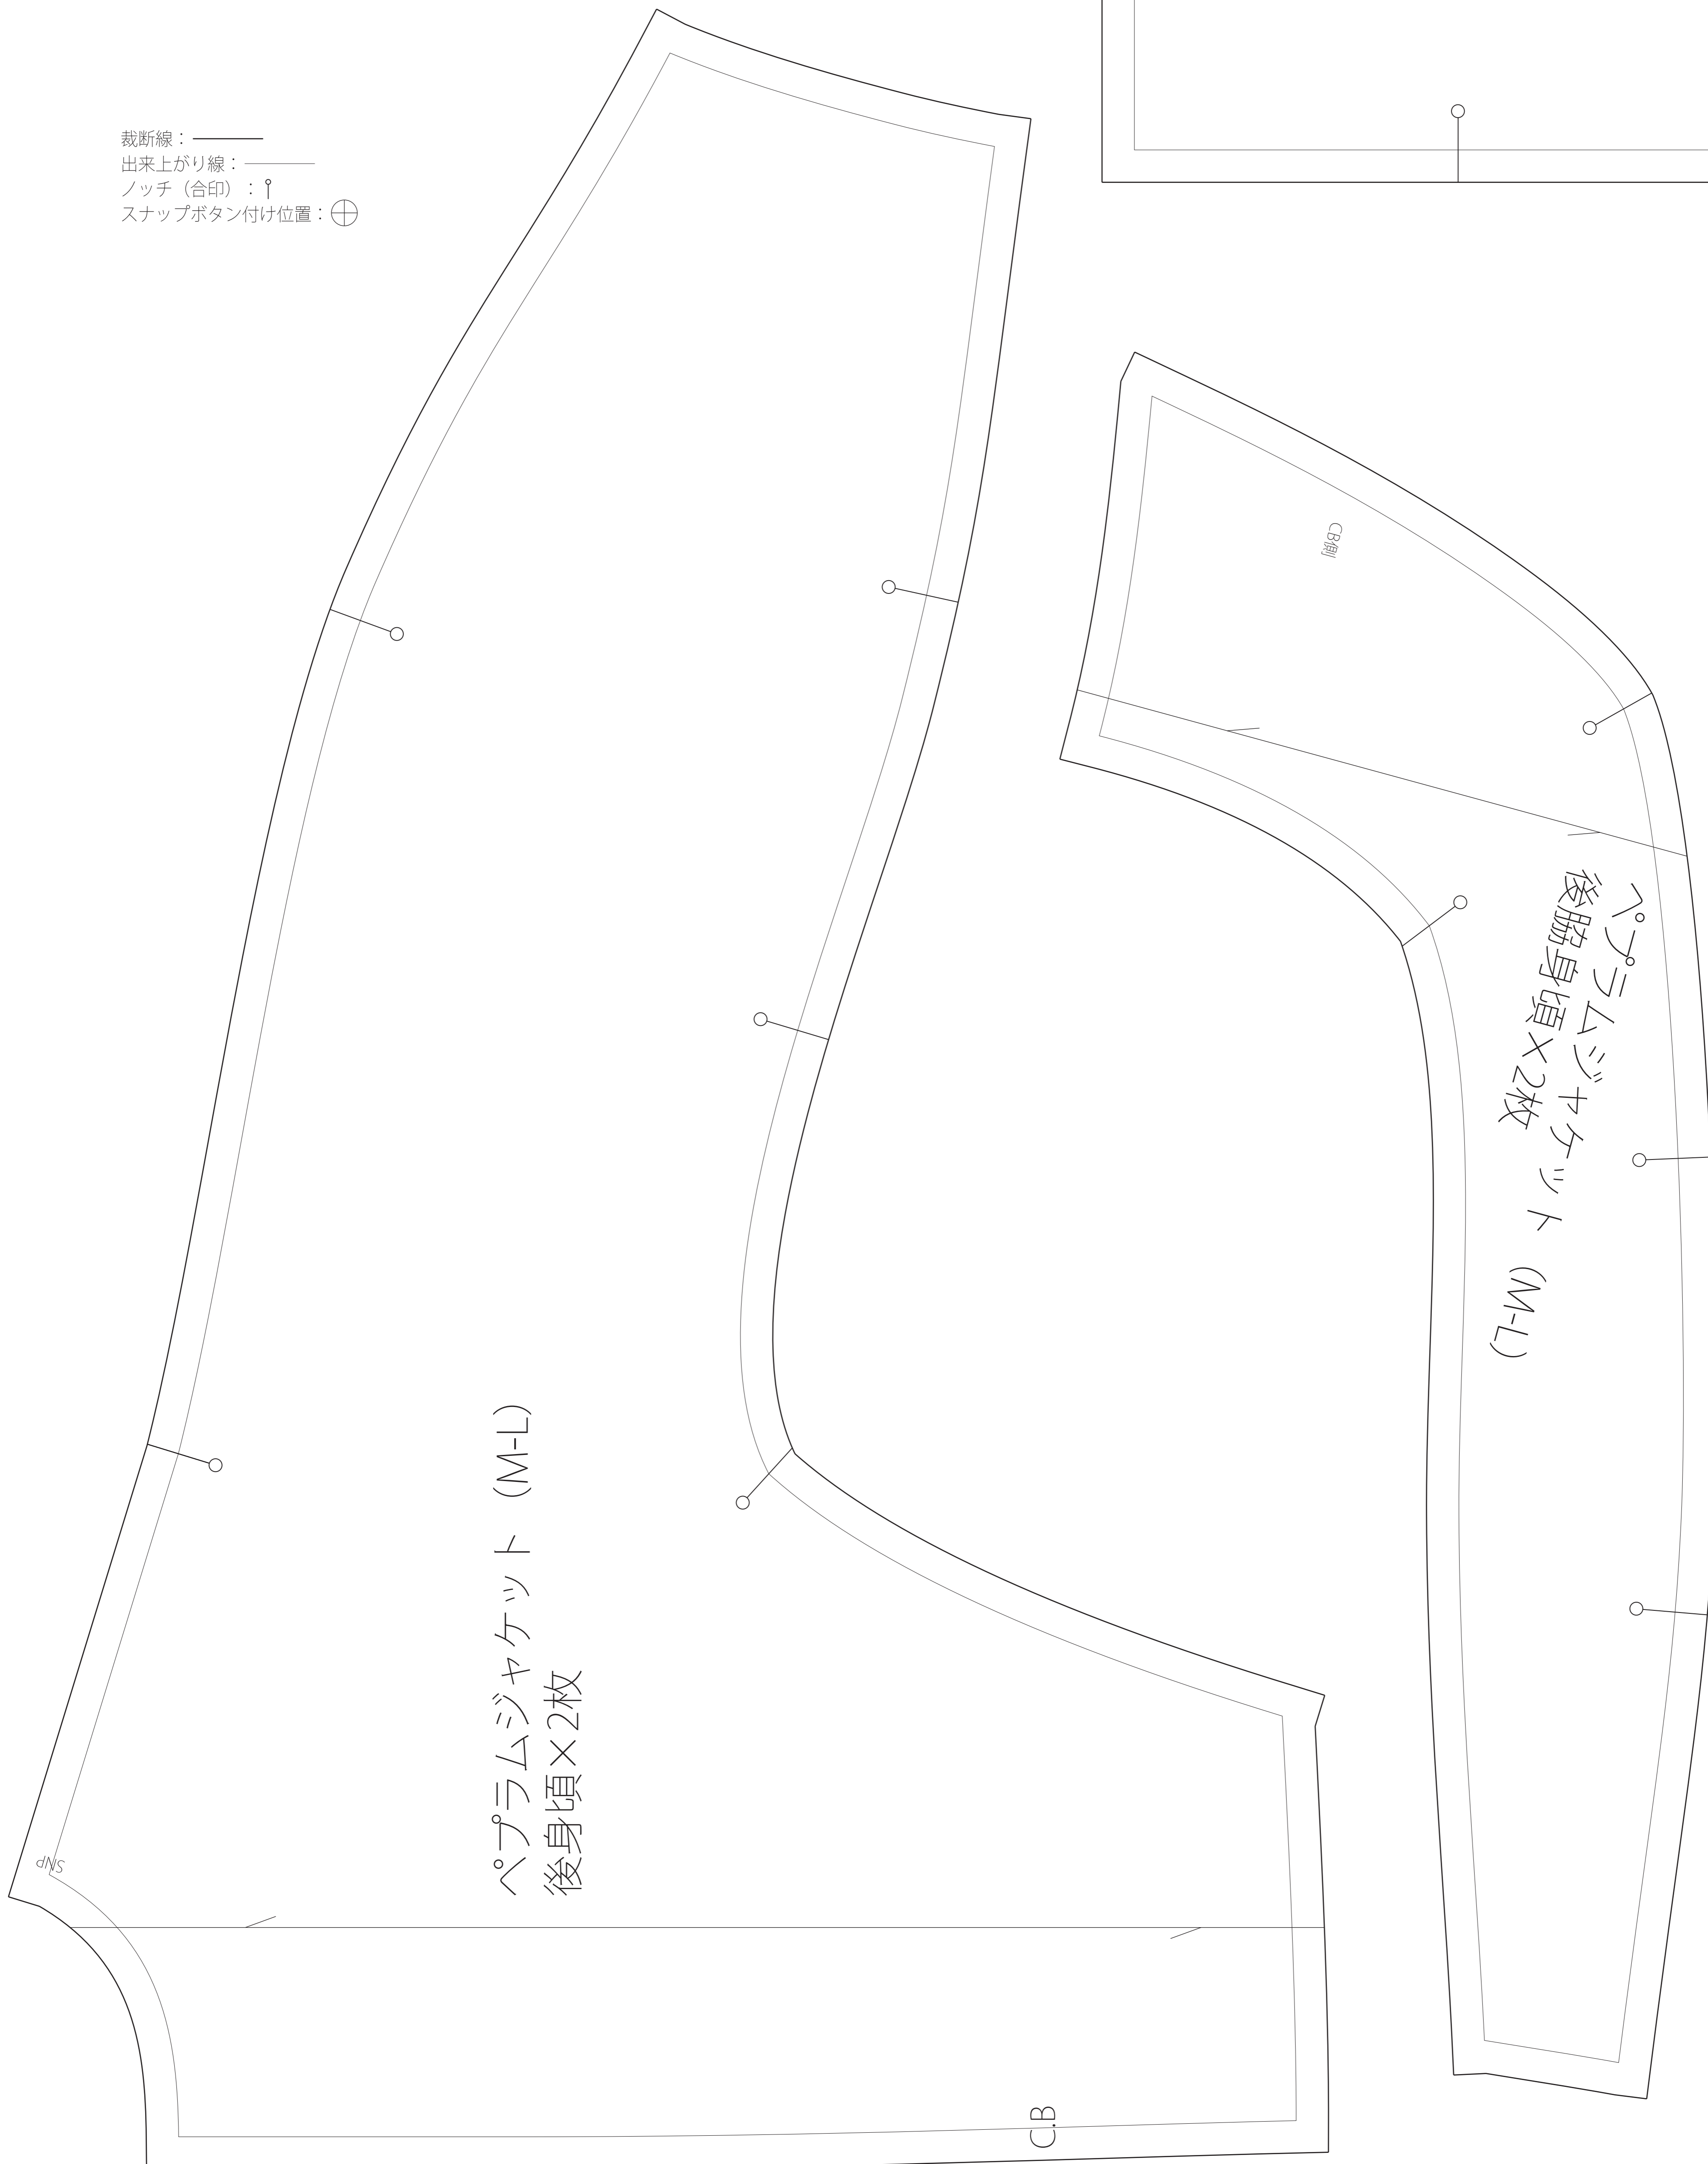 裁断線：
出来上がり線：
ノッチ（合印）：
スナップボタン付け位置：
CB側
ペプラムジャケット (M-L)
後脇身頃×2枚
ペプラムジャケット (M-L)
後身頃×2枚
SNP
C.B